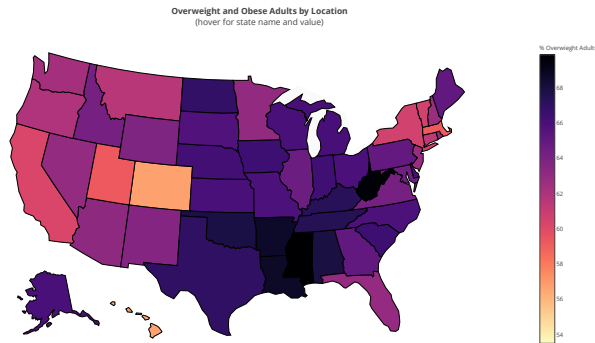 Overweight and Obese Adults by Location
(hover for state name and value)
% Overwieght Adult
68
66
64
62
60
58
56
54